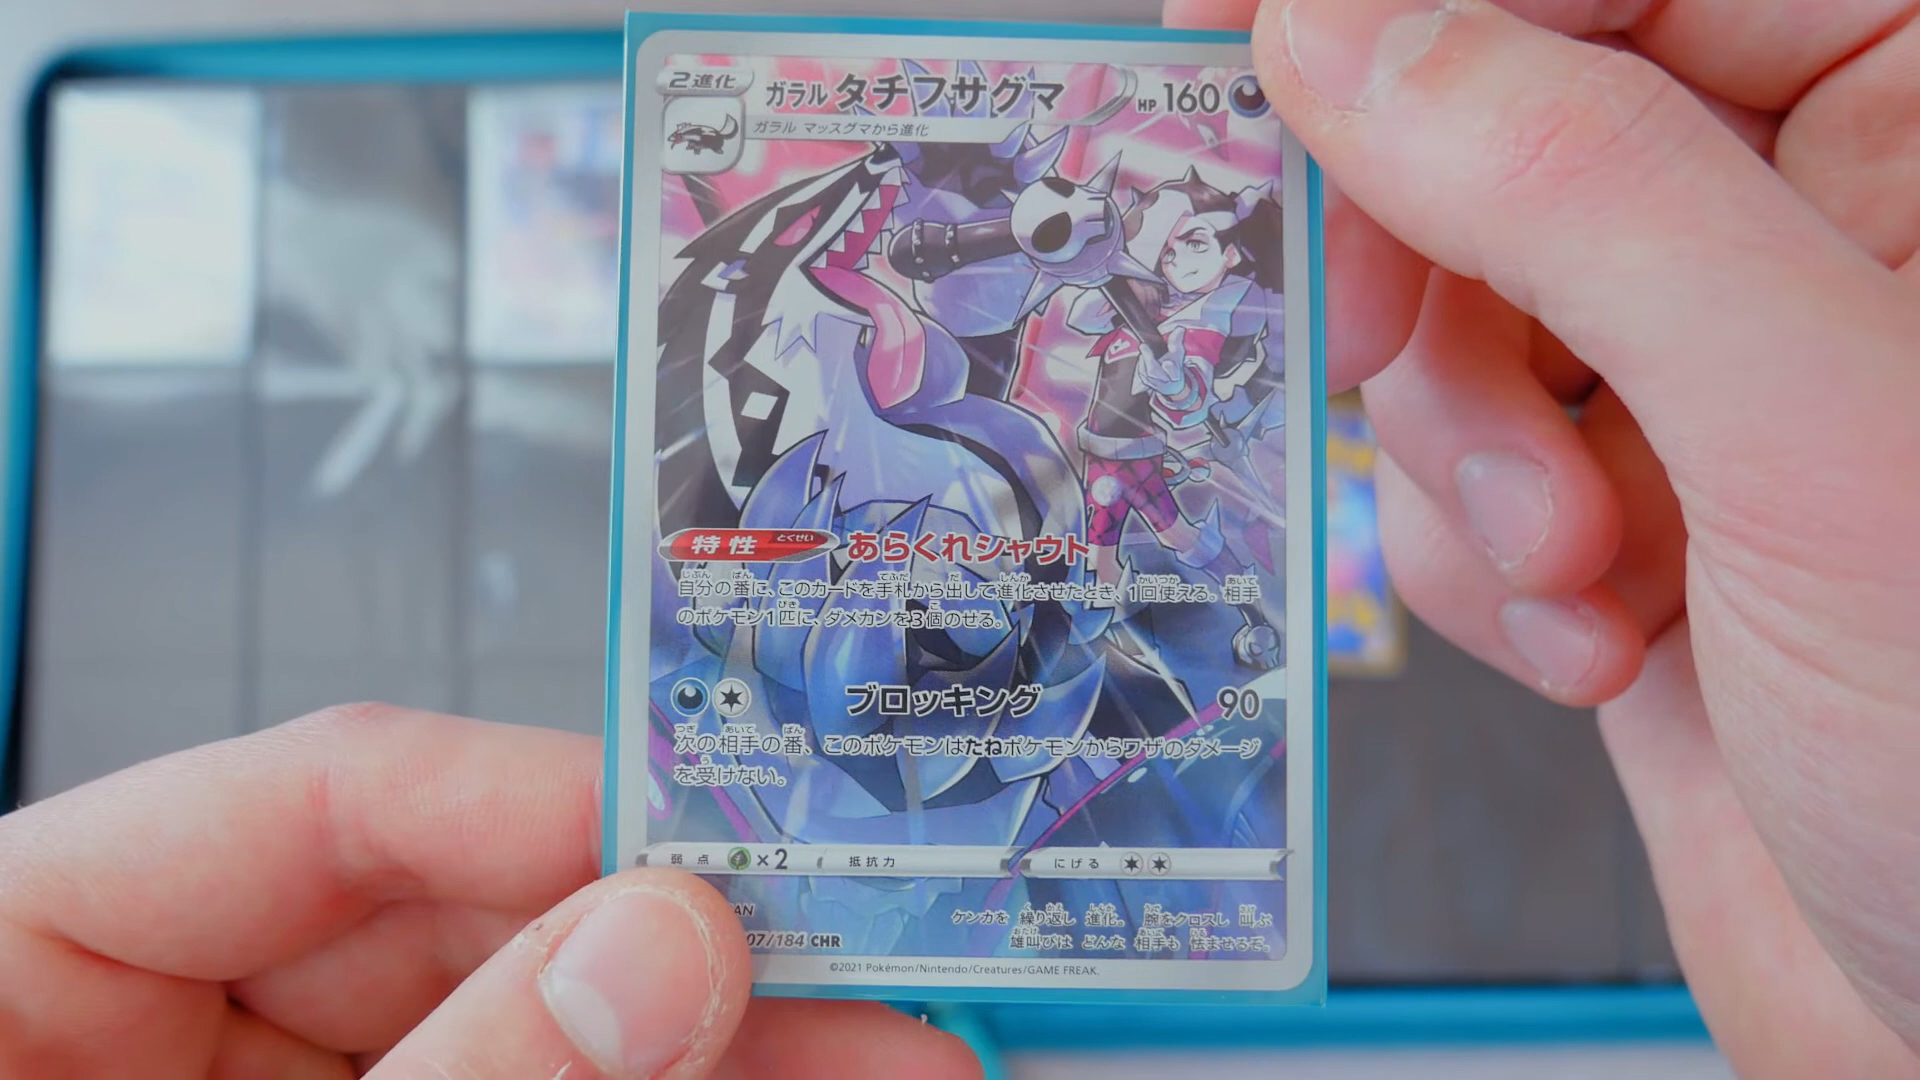 2進化 ガラル タチフサグマ HP 160
ガラル マッスグマから進化
特性 とくせい あらくれシャウト
自分の番に、このカードを手札から出して進化させたとき、1回使える。相手
のポケモン1匹に、ダメカンを3個のせる。
ブロッキング 90
次の相手の番、このポケモンはたねポケモンからワザのダメージ
を受けない。
弱点 ×2 抵抗力 にげる
ケンカを 繰り返し 進化。 腕をクロスし 叫ぶ
雄叫びは どんな 相手も 怯ませるぞ。
07/184 CHR
©2021 Pokémon/Nintendo/Creatures/GAME FREAK.